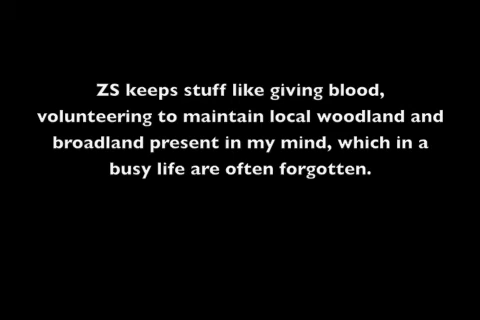 ZS keeps stuff like giving blood,
volunteering to maintain local woodland and
broadland present in my mind, which in a
busy life are often forgotten.